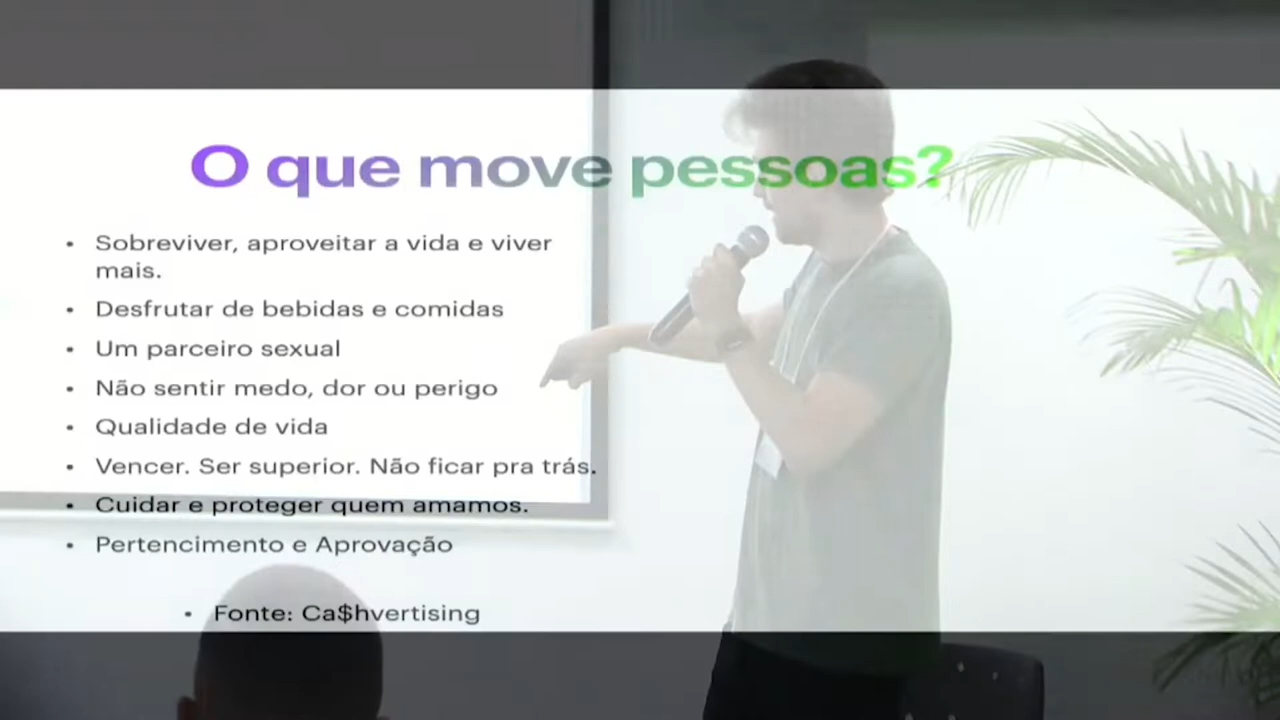 O que move pessoas?
• Sobreviver, aproveitar a vida e viver
mais.
• Desfrutar de bebidas e comidas
• Um parceiro sexual
• Não sentir medo, dor ou perigo
• Qualidade de vida
• Vencer. Ser superior. Não ficar pra trás.
• Cuidar e proteger quem amamos.
• Pertencimento e Aprovação
• Fonte: Ca$hvertising